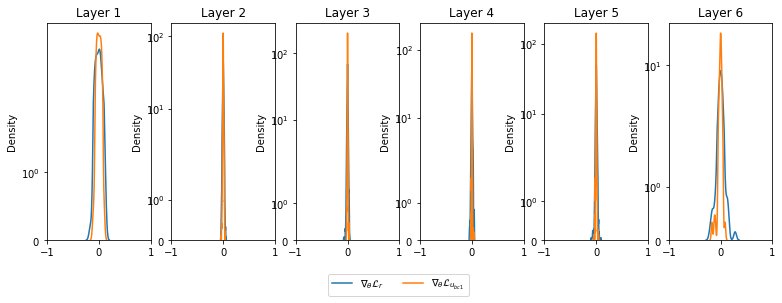 Layer 1 Layer 2 Layer 3 Layer 4 Layer 5 Layer 6
Density Density Density Density Density Density
10⁰ 0
10² 10¹ 10⁰ 0
10² 10¹ 10⁰ 0
10² 10¹ 10⁰ 0
10² 10¹ 10⁰ 0
10¹ 10⁰ 0
−1 0 1 −1 0 1 −1 0 1 −1 0 1 −1 0 1 −1 0 1
∇θℒr ∇θℒu_bc1